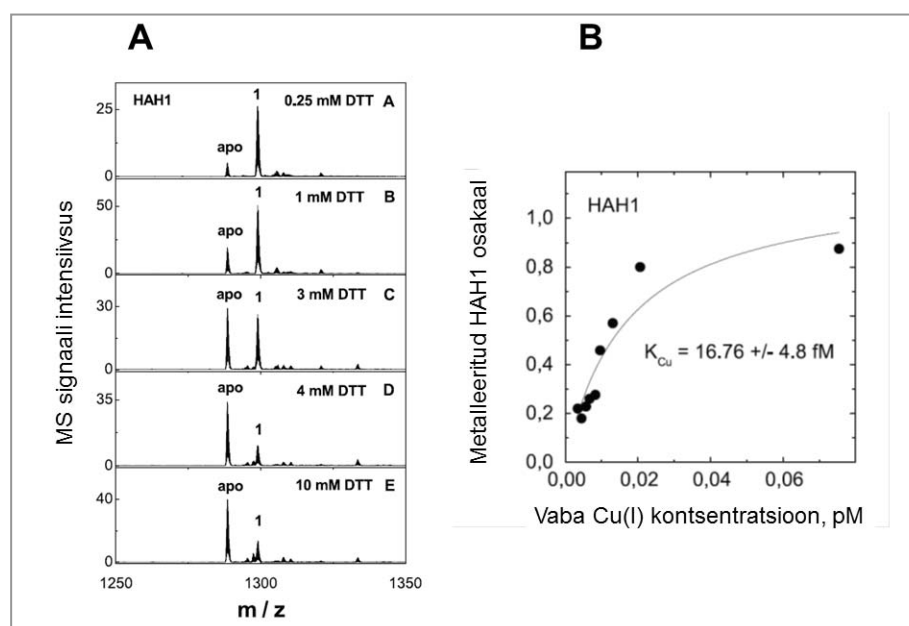 A
B
HAH1
0.25 mM DTT
A
25
0
apo
1
1 mM DTT
B
50
0
apo
1
3 mM DTT
C
30
0
apo
1
4 mM DTT
D
35
0
apo
1
10 mM DTT
E
40
0
apo
1
1250
1300
1350
m / z
MS signaali intensiivsus
HAH1
K_Cu = 16.76 +/- 4.8 fM
1,0
0,8
0,6
0,4
0,2
0,0
0,00
0,02
0,04
0,06
Metalleeritud HAH1 osakaal
Vaba Cu(I) kontsentratsioon, pM